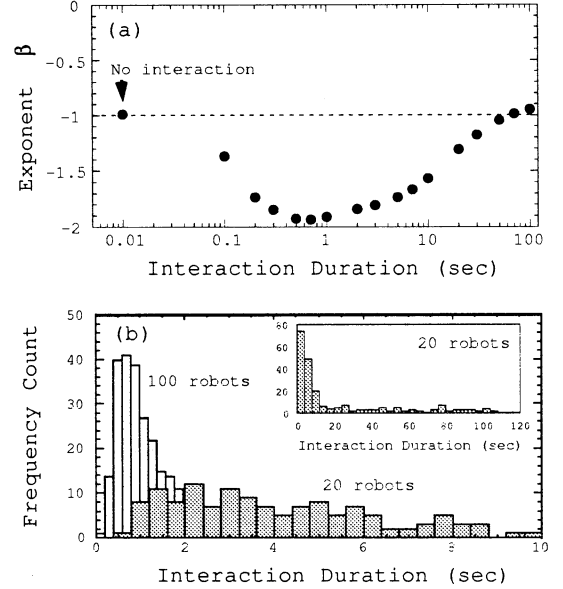 (a)
No interaction
Exponent β
0
-0.5
-1
-1.5
-2
0.01 0.1 1 10 100
Interaction Duration (sec)
(b)
100 robots
20 robots
Frequency Count
50
40
30
20
10
0
0 2 4 6 8 10
Interaction Duration (sec)
20 robots
80
60
40
20
0
0 20 40 60 80 100 120
Interaction Duration (sec)